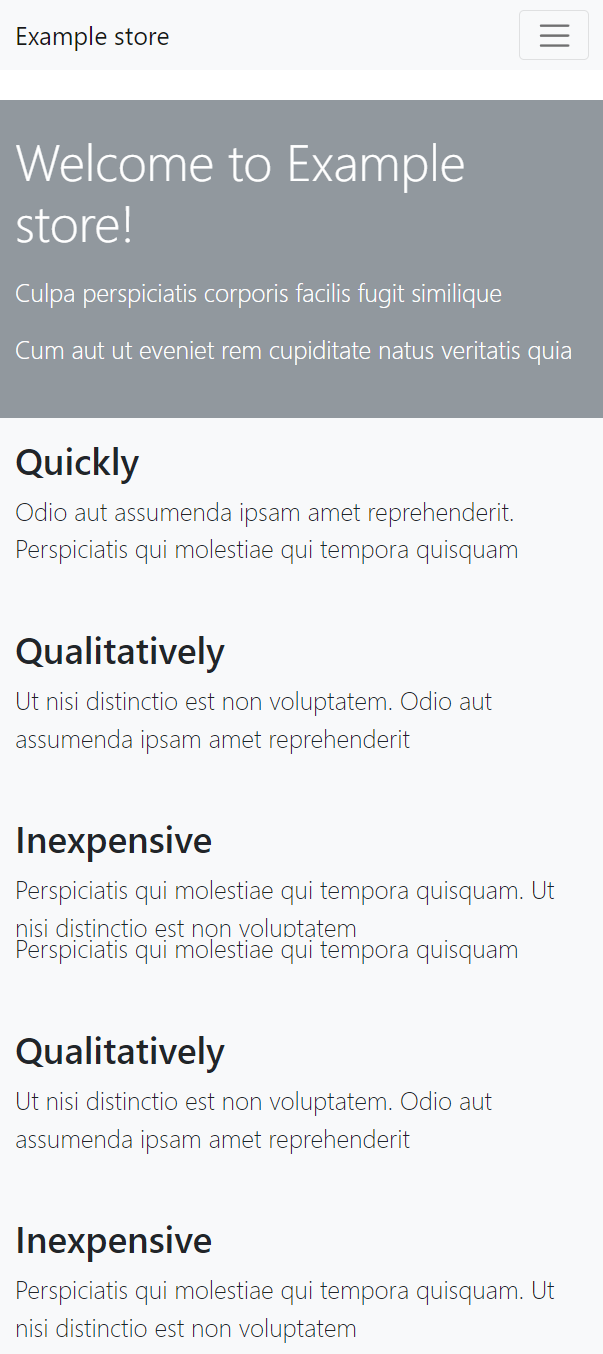 Example store
Welcome to Example
store!
Culpa perspiciatis corporis facilis fugit similique
Cum aut ut eveniet rem cupiditate natus veritatis quia
Quickly
Odio aut assumenda ipsam amet reprehenderit.
Perspiciatis qui molestiae qui tempora quisquam
Qualitatively
Ut nisi distinctio est non voluptatem. Odio aut
assumenda ipsam amet reprehenderit
Inexpensive
Perspiciatis qui molestiae qui tempora quisquam. Ut
nisi distinctio est non voluptatem
Perspiciatis qui molestiae qui tempora quisquam
Qualitatively
Ut nisi distinctio est non voluptatem. Odio aut
assumenda ipsam amet reprehenderit
Inexpensive
Perspiciatis qui molestiae qui tempora quisquam. Ut
nisi distinctio est non voluptatem